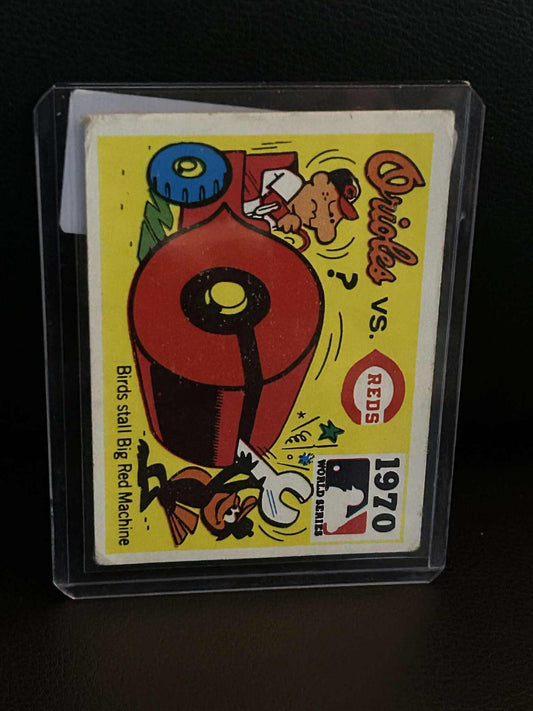 Orioles vs.
REDS
1970
WORLD SERIES
?
C
Birds stall Big Red Machine